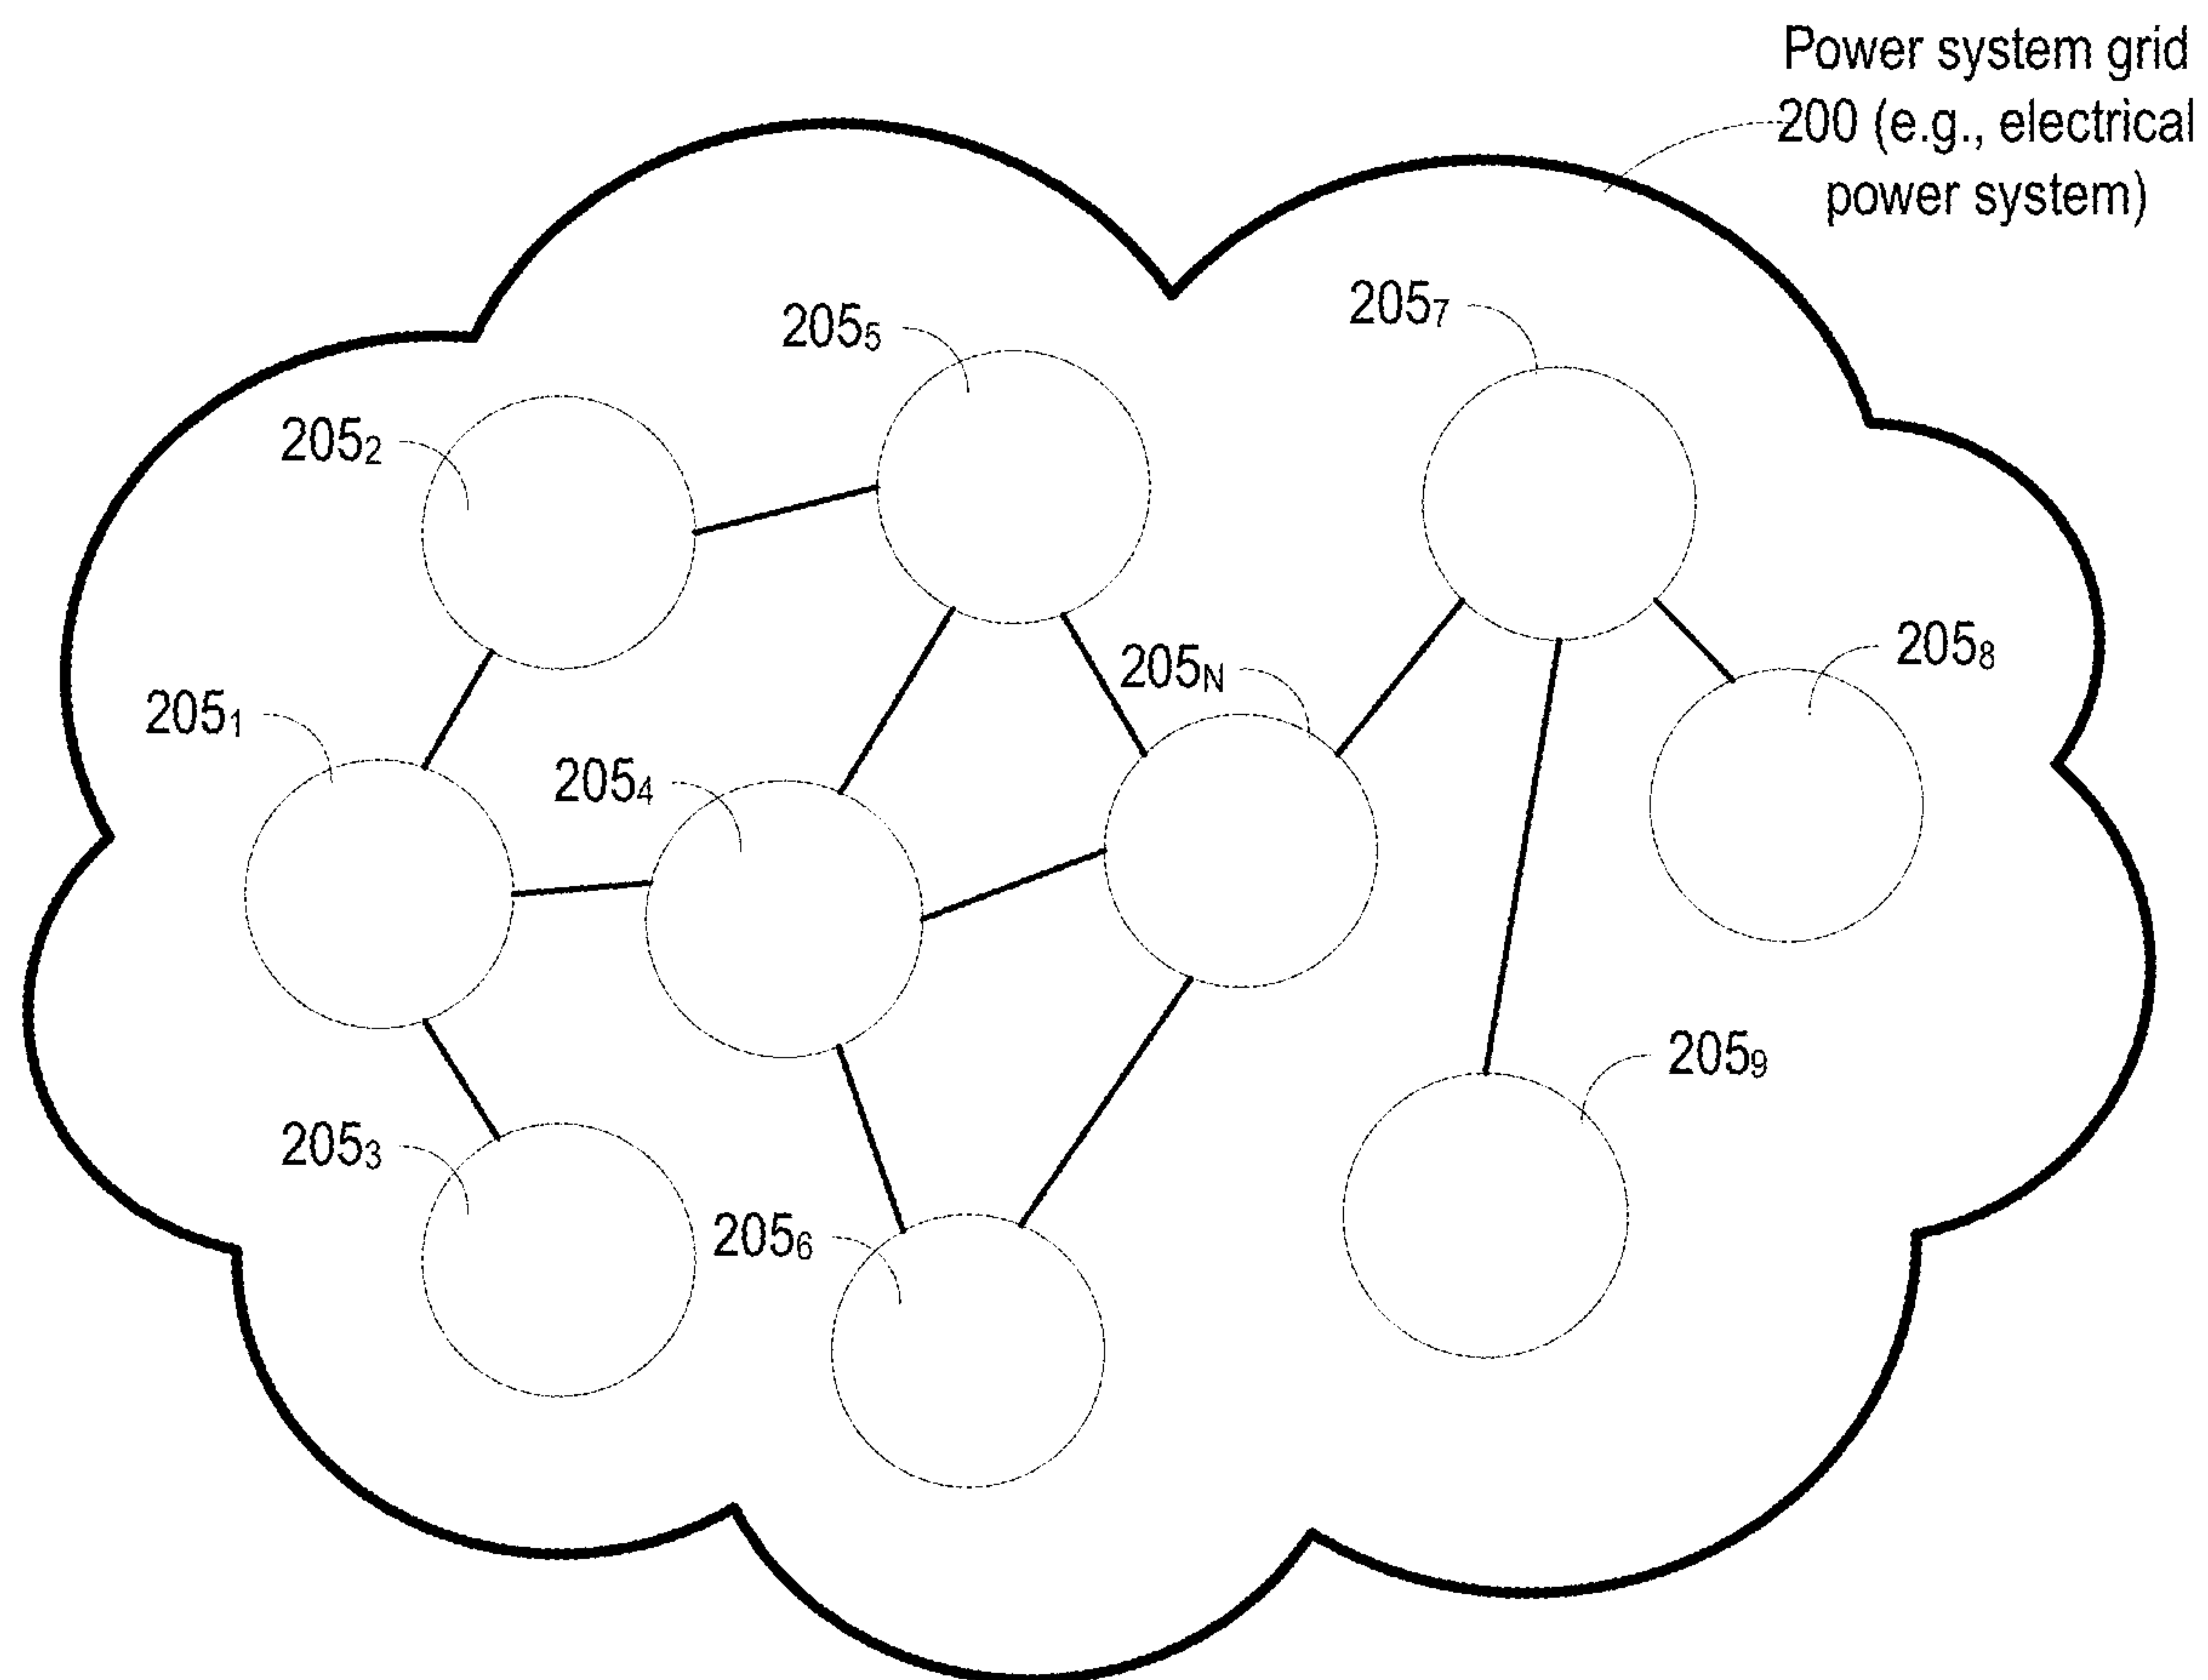 Power system grid
200 (e.g., electrical
power system)
205₅
205₇
205₂
205₈
205_N
205₁
205₄
205₉
205₃
205₆